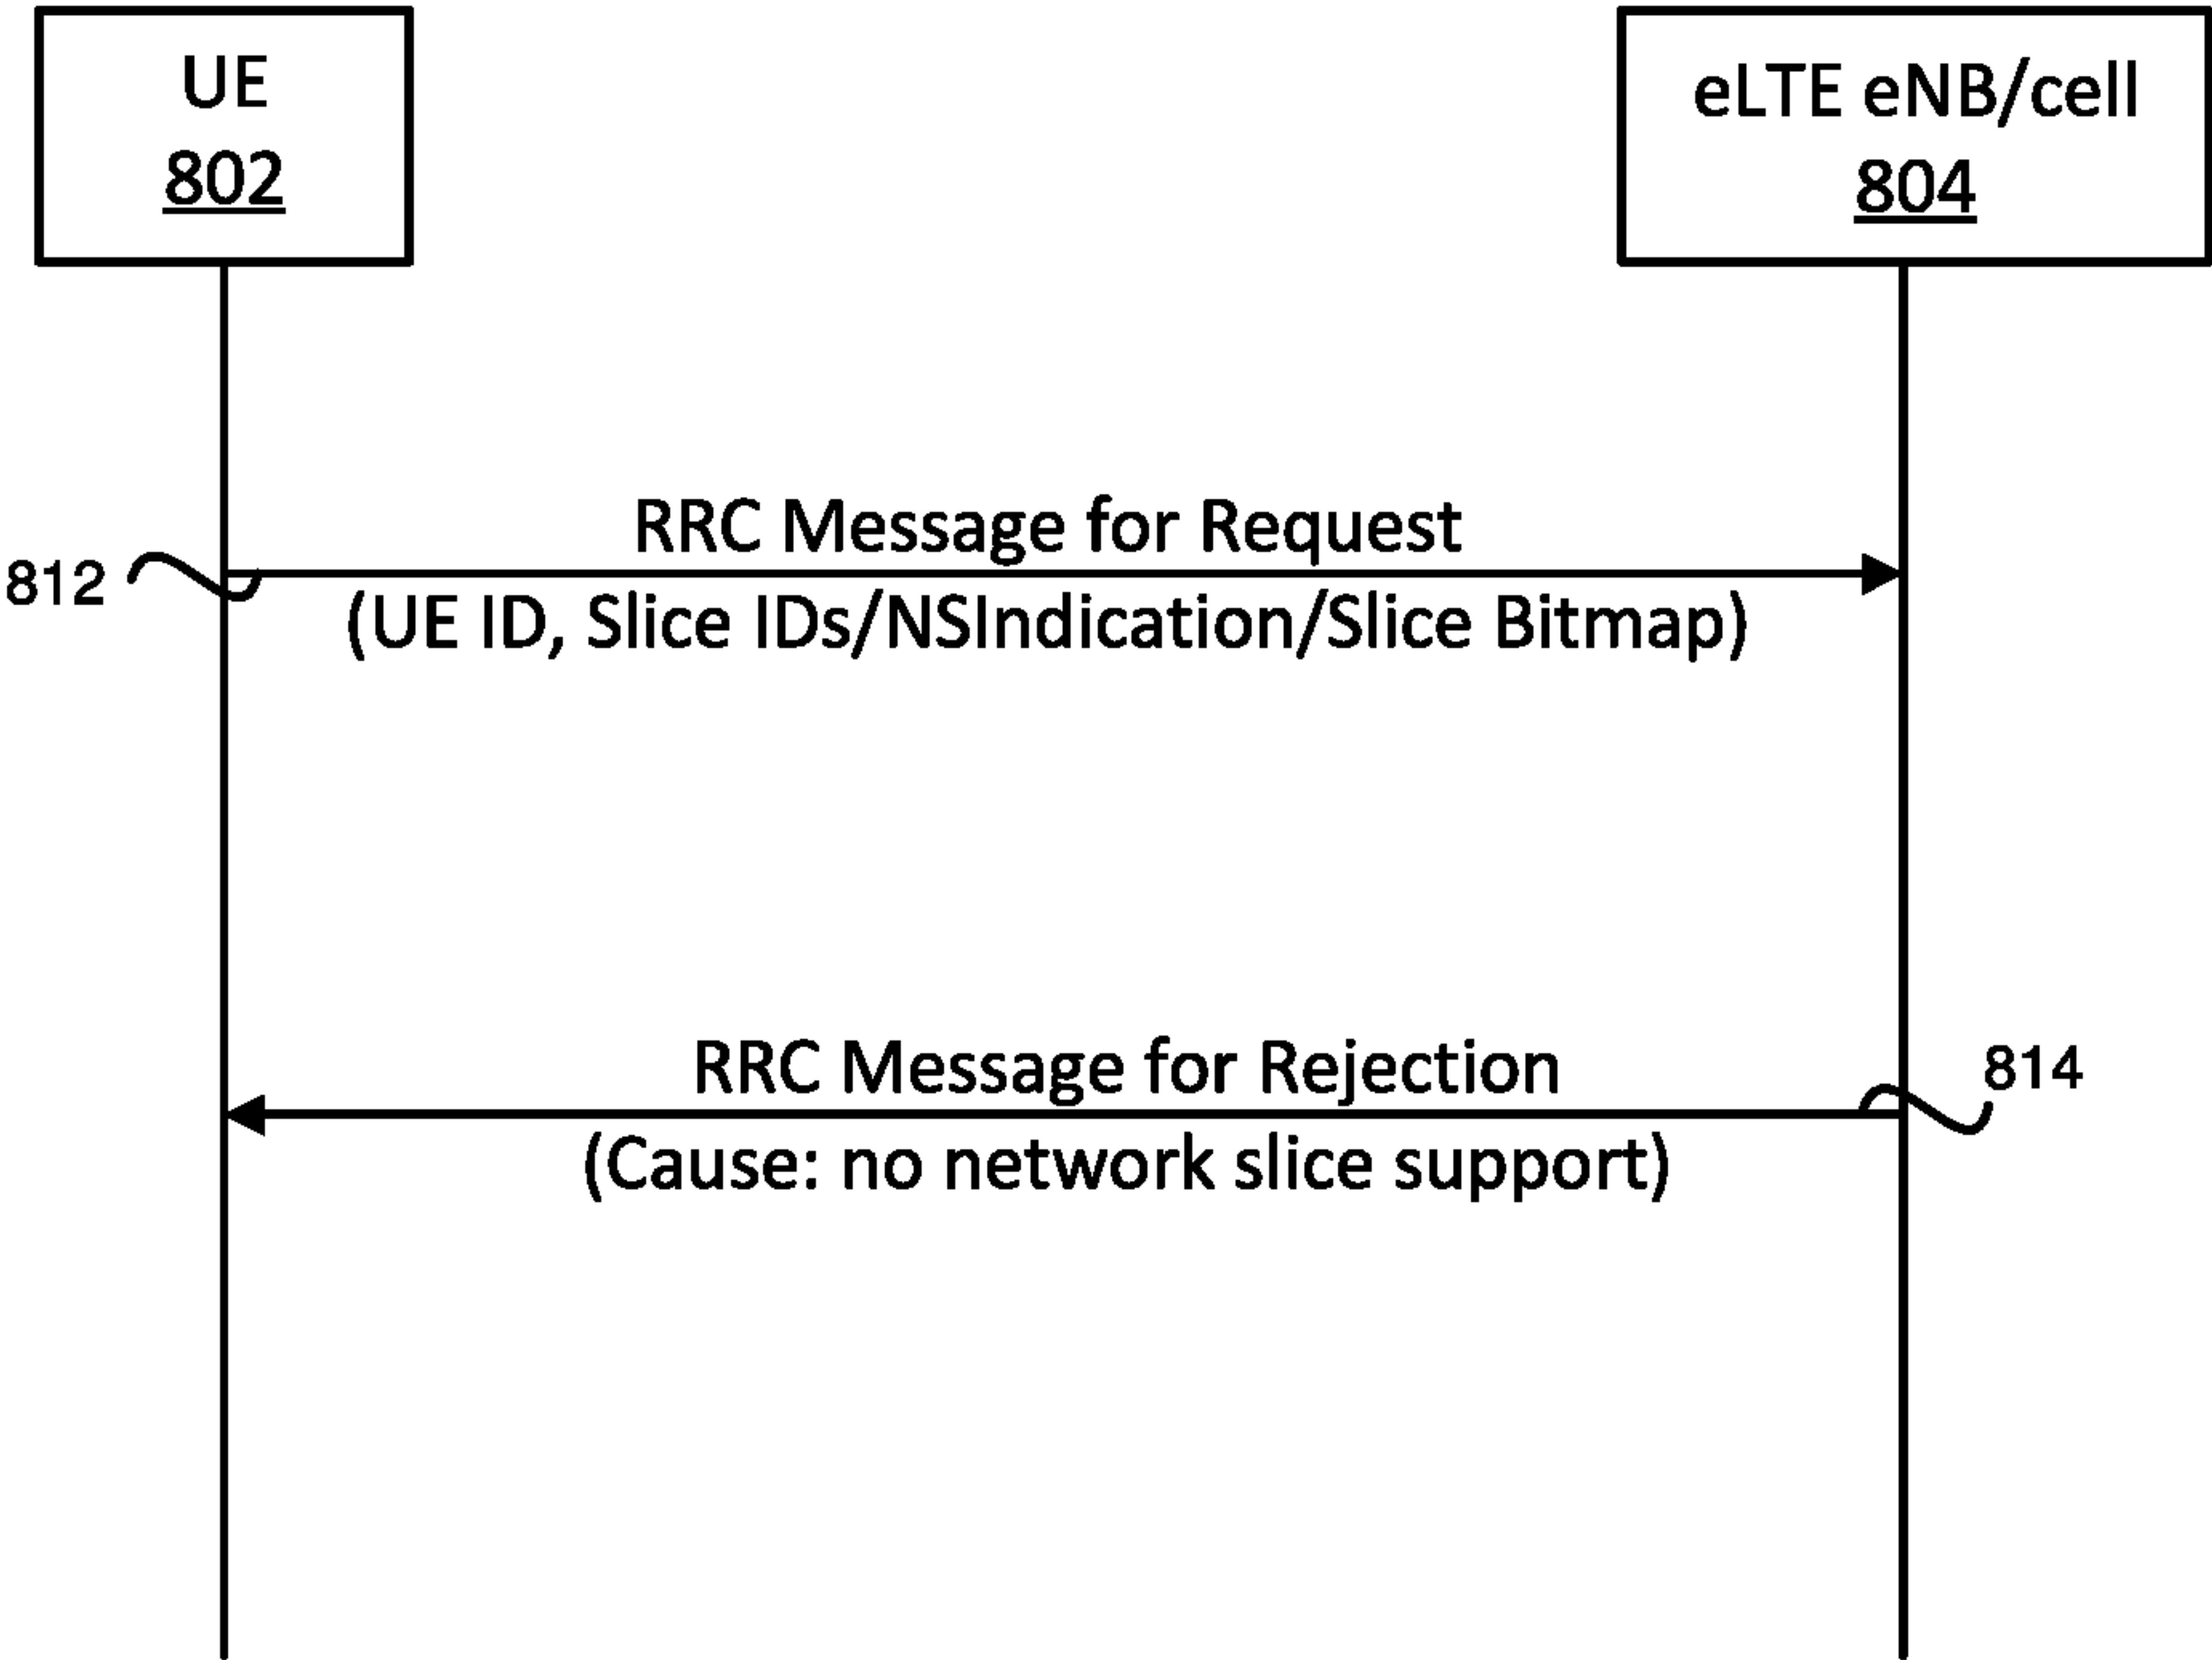 UE
802
eLTE eNB/cell
804
RRC Message for Request
812
(UE ID, Slice IDs/NSIndication/Slice Bitmap)
RRC Message for Rejection
814
(Cause: no network slice support)